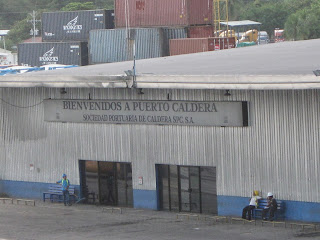 BIENVENIDOS A PUERTO CALDERA
SOCIEDAD PORTUARIA DE CALDERA SPC, S.A.